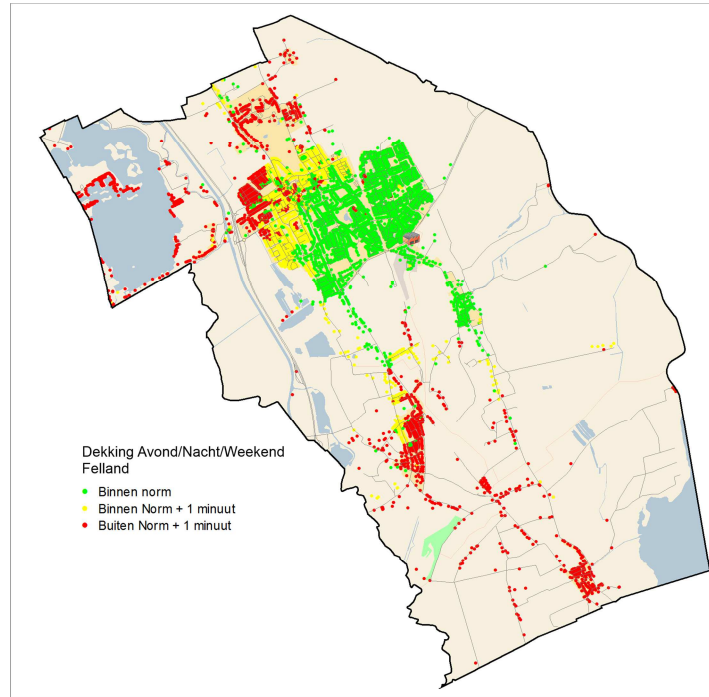 Dekking Avond/Nacht/Weekend
Felland
Binnen norm
Binnen Norm + 1 minuut
Buiten Norm + 1 minuut